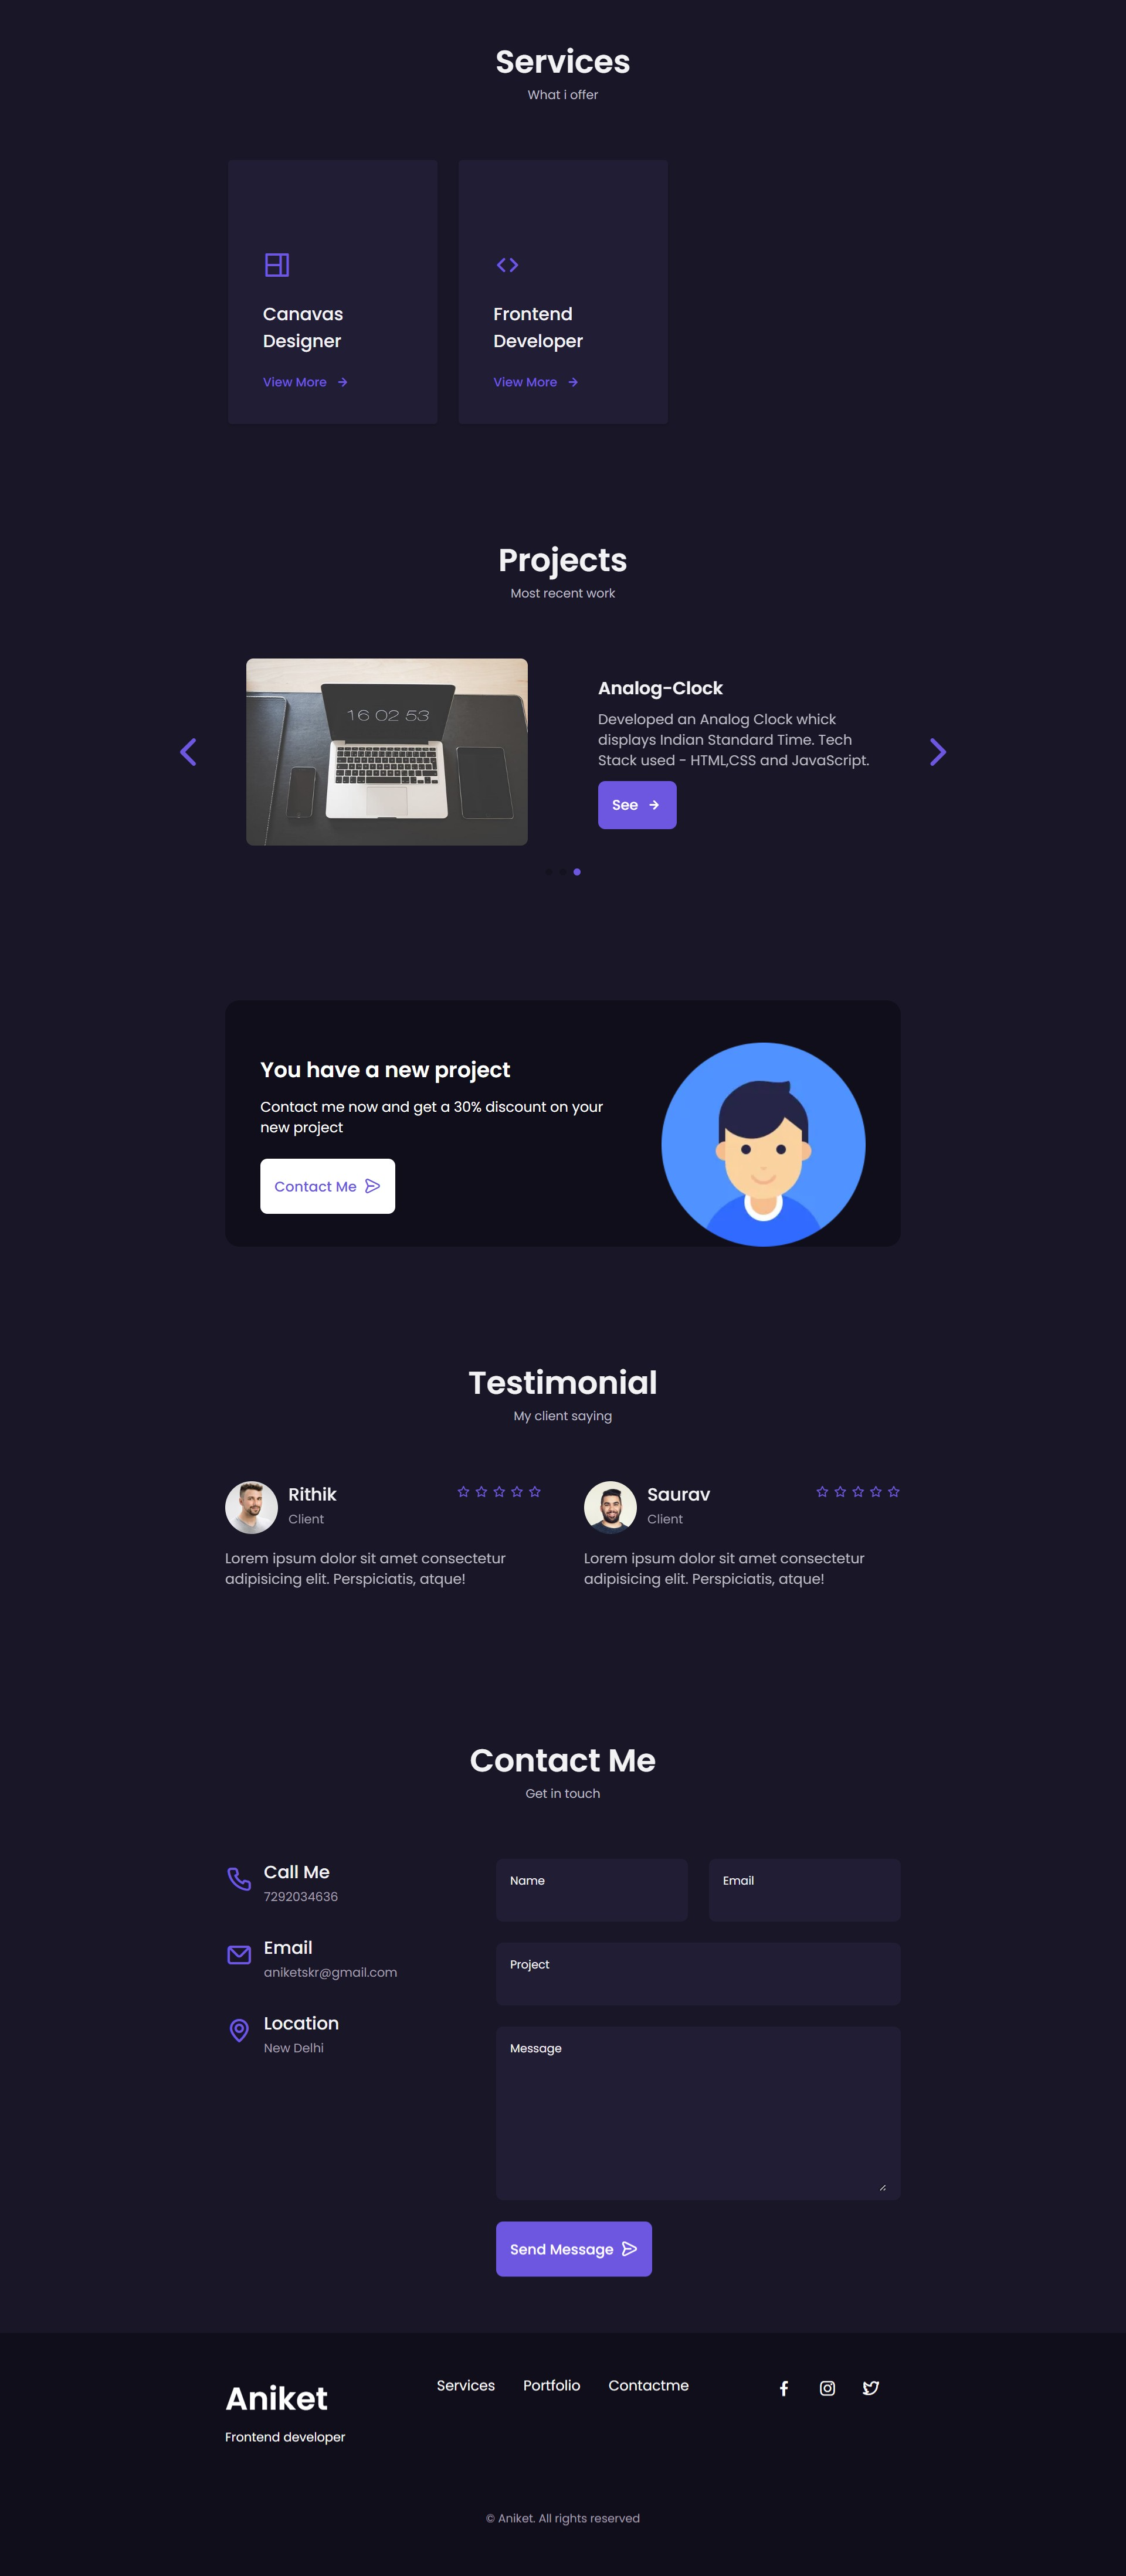 Services
What i offer
Canavas
Designer
View More
Frontend
Developer
View More
Projects
Most recent work
16 02 53
Analog-Clock
Developed an Analog Clock whick
displays Indian Standard Time. Tech
Stack used - HTML,CSS and JavaScript.
See
You have a new project
Contact me now and get a 30% discount on your
new project
Contact Me
Testimonial
My client saying
Rithik
Client
Lorem ipsum dolor sit amet consectetur
adipisicing elit. Perspiciatis, atque!
Saurav
Client
Lorem ipsum dolor sit amet consectetur
adipisicing elit. Perspiciatis, atque!
Contact Me
Get in touch
Call Me
7292034636
Email
aniketskr@gmail.com
Location
New Delhi
Name
Email
Project
Message
Send Message
Aniket
Frontend developer
Services Portfolio Contactme
© Aniket. All rights reserved